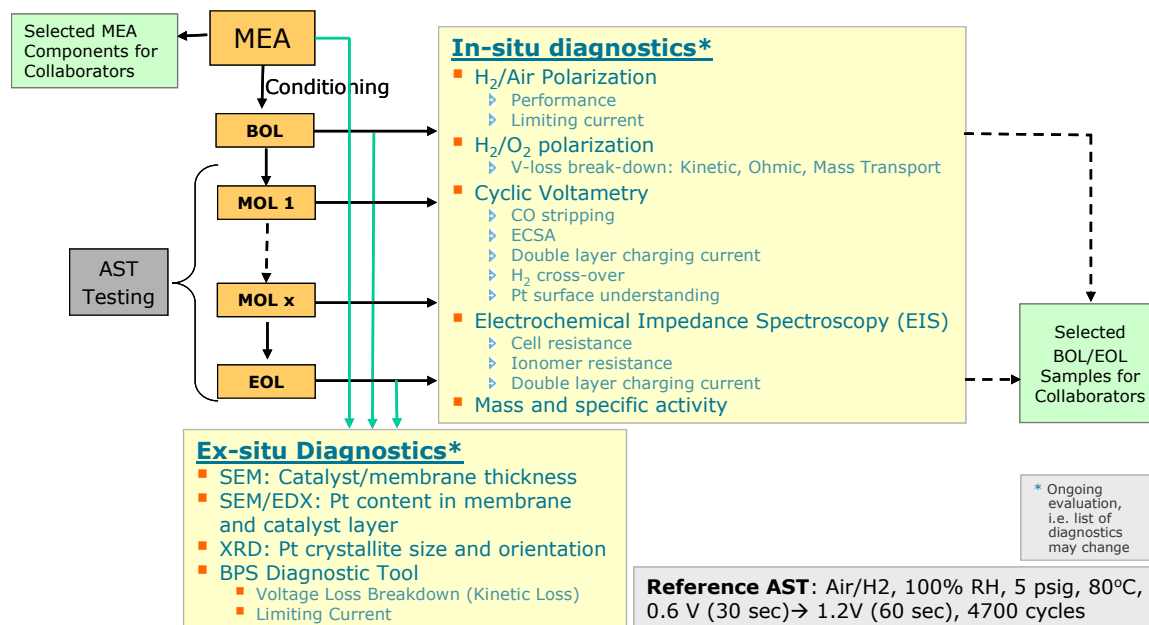 Selected MEA
Components for
Collaborators
MEA
Conditioning
BOL
MOL 1
AST
Testing
MOL x
EOL
In-situ diagnostics*
H2/Air Polarization
Performance
Limiting current
H2/O2 polarization
V-loss break-down: Kinetic, Ohmic, Mass Transport
Cyclic Voltametry
CO stripping
ECSA
Double layer charging current
H2 cross-over
Pt surface understanding
Electrochemical Impedance Spectroscopy (EIS)
Cell resistance
Ionomer resistance
Double layer charging current
Mass and specific activity
Selected
BOL/EOL
Samples for
Collaborators
Ex-situ Diagnostics*
SEM: Catalyst/membrane thickness
SEM/EDX: Pt content in membrane
and catalyst layer
XRD: Pt crystallite size and orientation
BPS Diagnostic Tool
Voltage Loss Breakdown (Kinetic Loss)
Limiting Current
* Ongoing
evaluation,
i.e. list of
diagnostics
may change
Reference AST: Air/H2, 100% RH, 5 psig, 80°C,
0.6 V (30 sec)→ 1.2V (60 sec), 4700 cycles